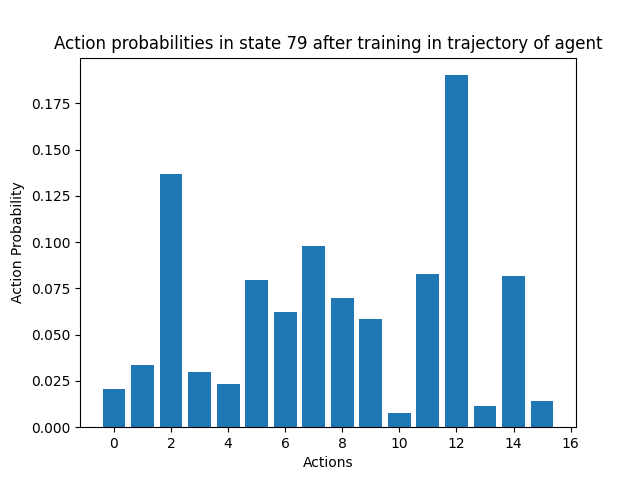 Action probabilities in state 79 after training in trajectory of agent
0.175
0.150
0.125
0.100
0.075
0.050
0.025
0.000
Action Probability
0 2 4 6 8 10 12 14 16
Actions